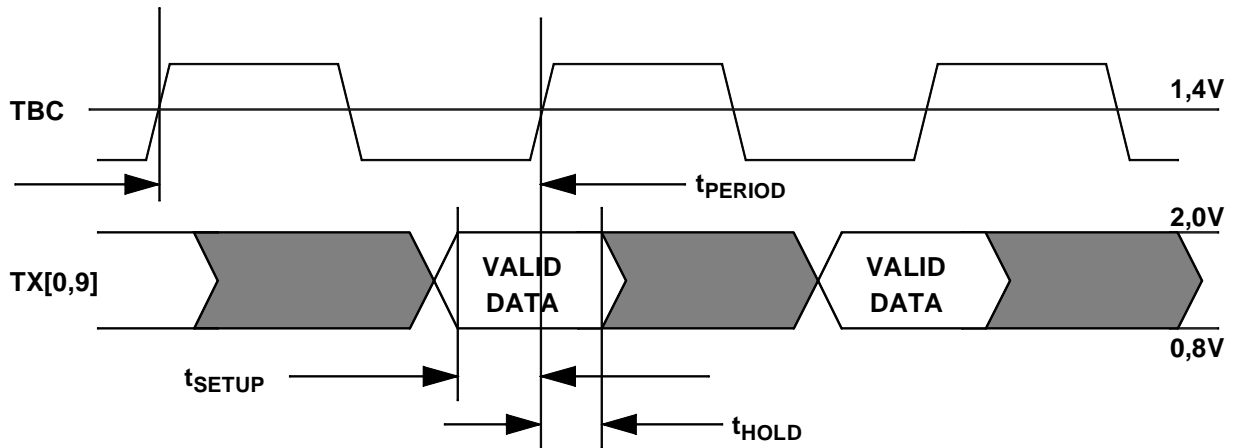 1,4V
TBC
tPERIOD
2,0V
TX[0,9]
VALID
DATA
VALID
DATA
0,8V
tSETUP
tHOLD